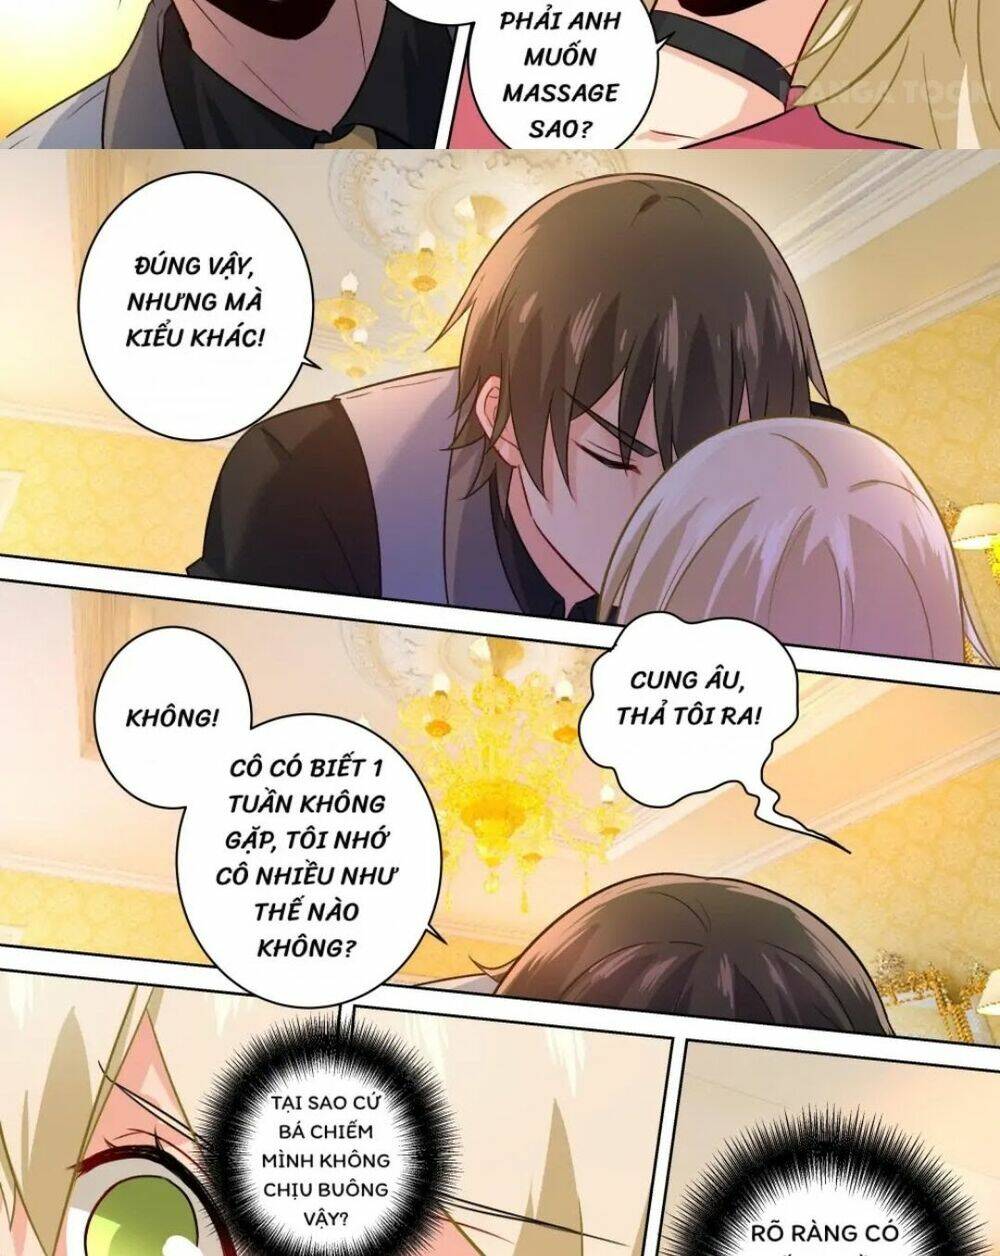 PHẢI ANH
MUỐN
MASSAGE
SAO?
MANGA TOON
ĐÚNG VẬY,
NHƯNG MÀ
KIỂU KHÁC!
CUNG ÂU,
THẢ TÔI RA!
KHÔNG!
CÔ CÓ BIẾT 1
TUẦN KHÔNG
GẶP, TÔI NHỚ
CÔ NHIỀU NHƯ
THẾ NÀO
KHÔNG?
TẠI SAO CỨ
BÁ CHIẾM
MÌNH KHÔNG
CHỊU BUÔNG
VẬY?
RÕ RÀNG CÓ